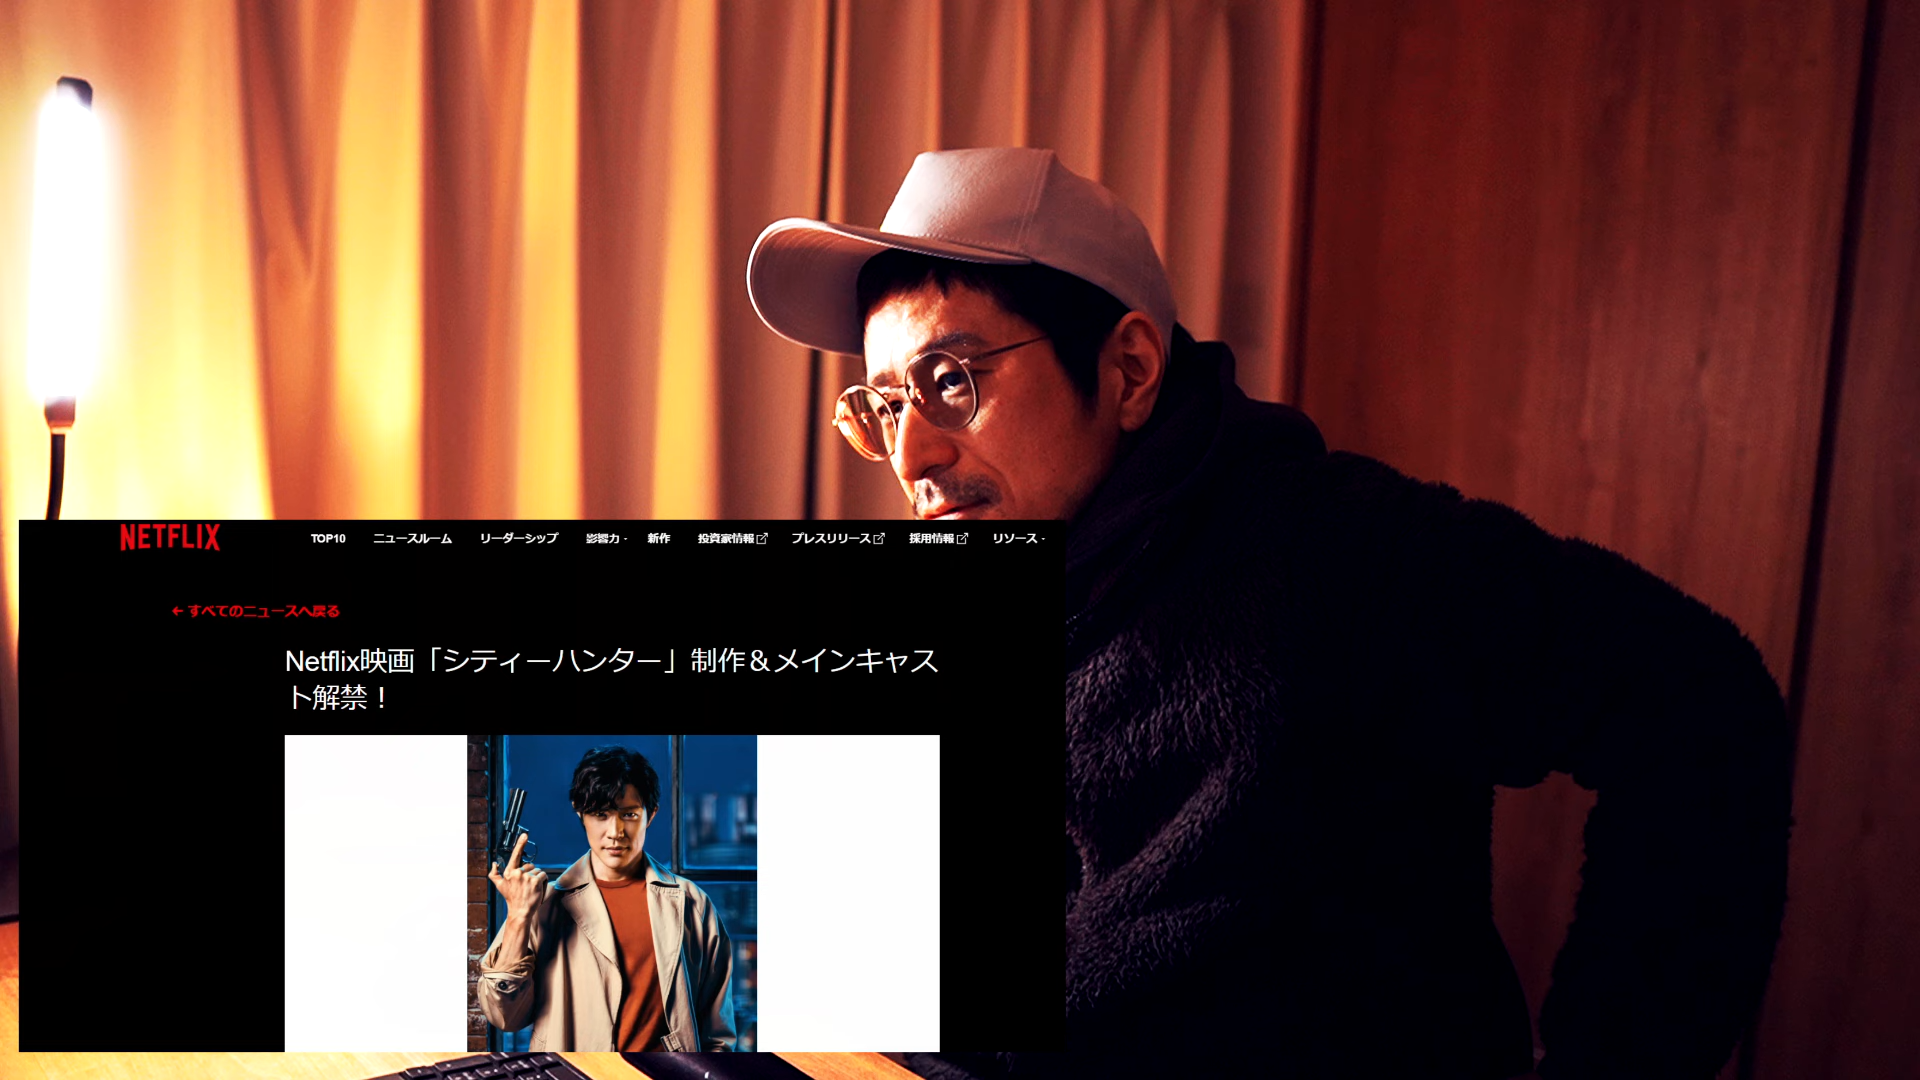 NETFLIX
TOP10 ニュースルーム リーダーシップ 影響力 新作 投資家情報 プレスリリース 採用情報 リソース
← すべてのニュースへ戻る
Netflix映画「シティーハンター」制作＆メインキャス
ト解禁！